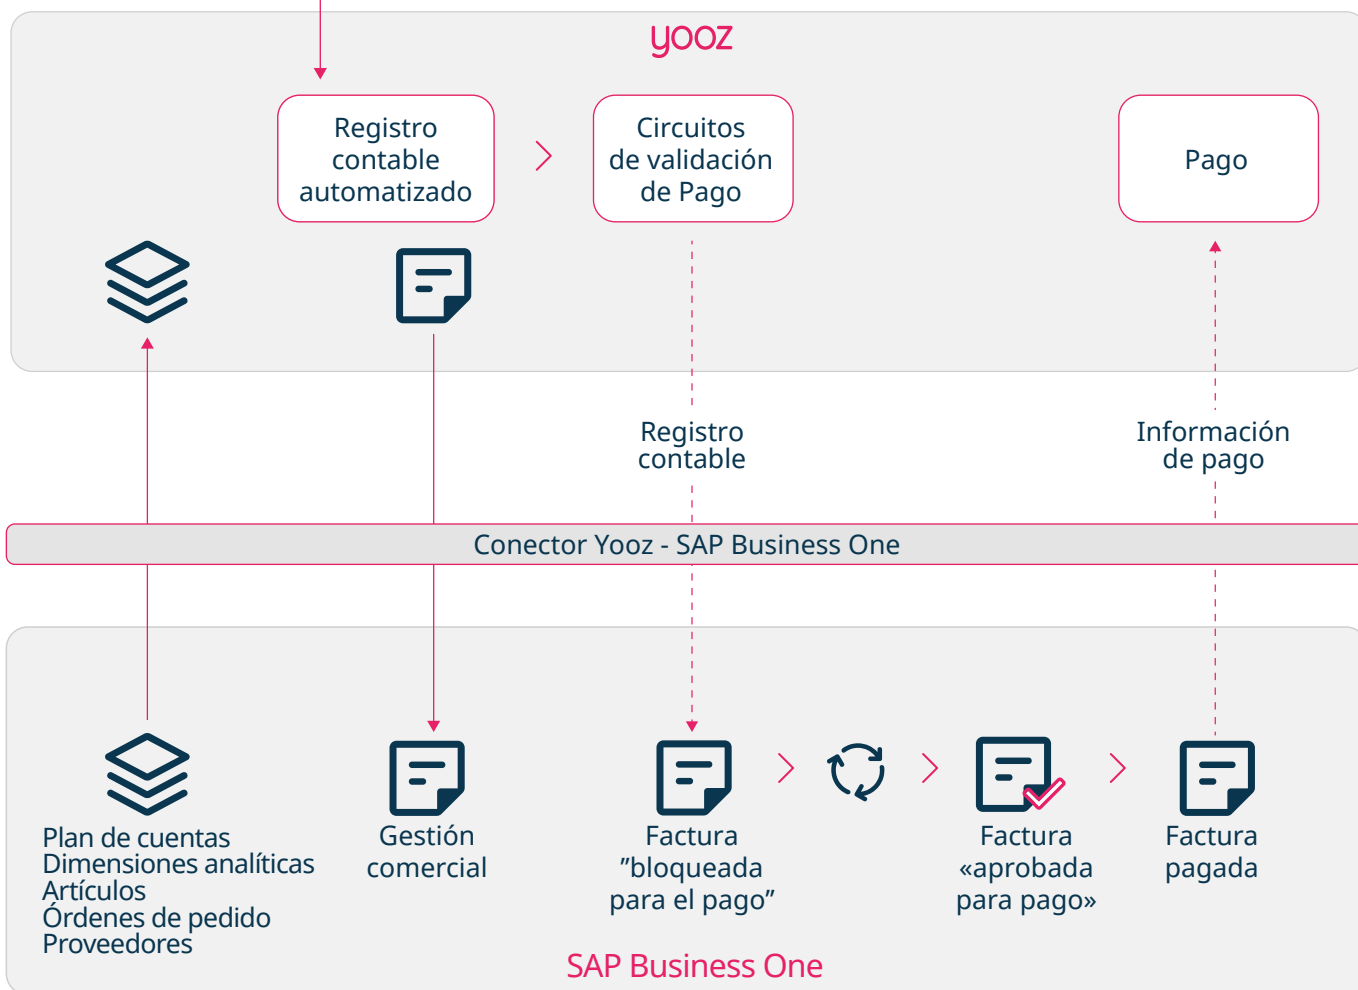 yooz
Registro
contable
automatizado
Circuitos
de validación
de Pago
Pago
Registro
contable
Información
de pago
Conector Yooz - SAP Business One
Plan de cuentas
Dimensiones analíticas
Artículos
Órdenes de pedido
Proveedores
Gestión
comercial
Factura
”bloqueada
para el pago”
Factura
«aprobada
para pago»
Factura
pagada
SAP Business One